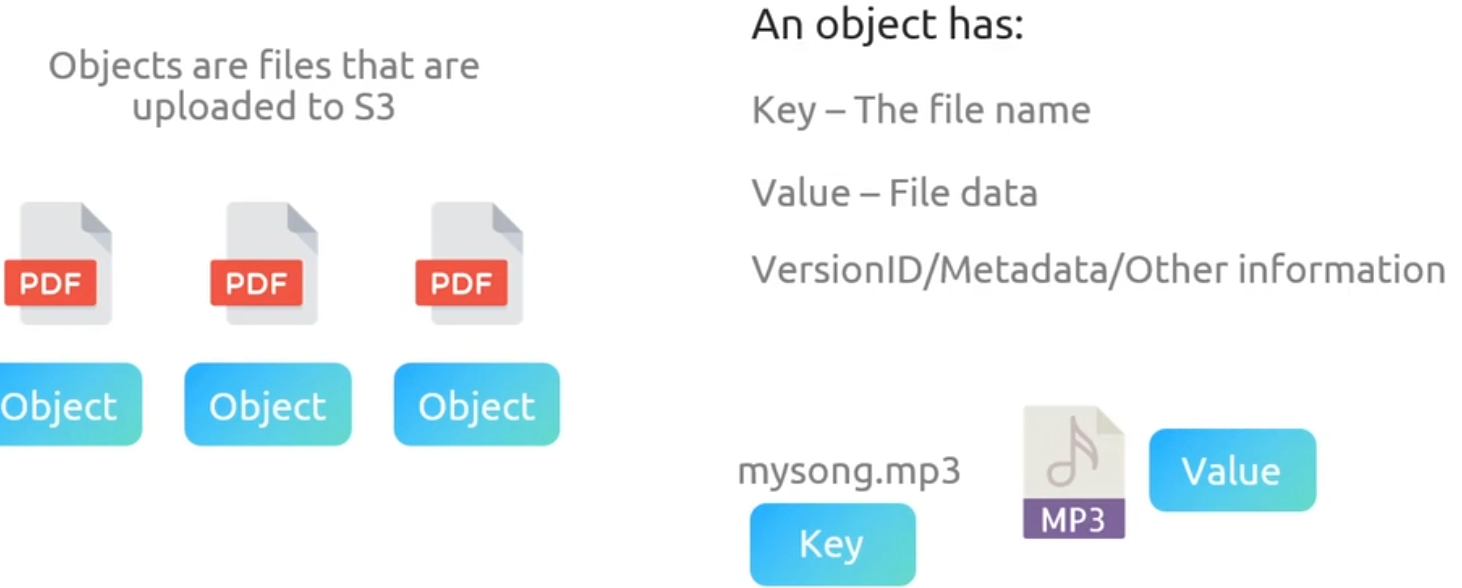 Objects are files that are
uploaded to S3
PDF PDF PDF
Object Object Object
An object has:
Key – The file name
Value – File data
VersionID/Metadata/Other information
mysong.mp3
Key
MP3
Value